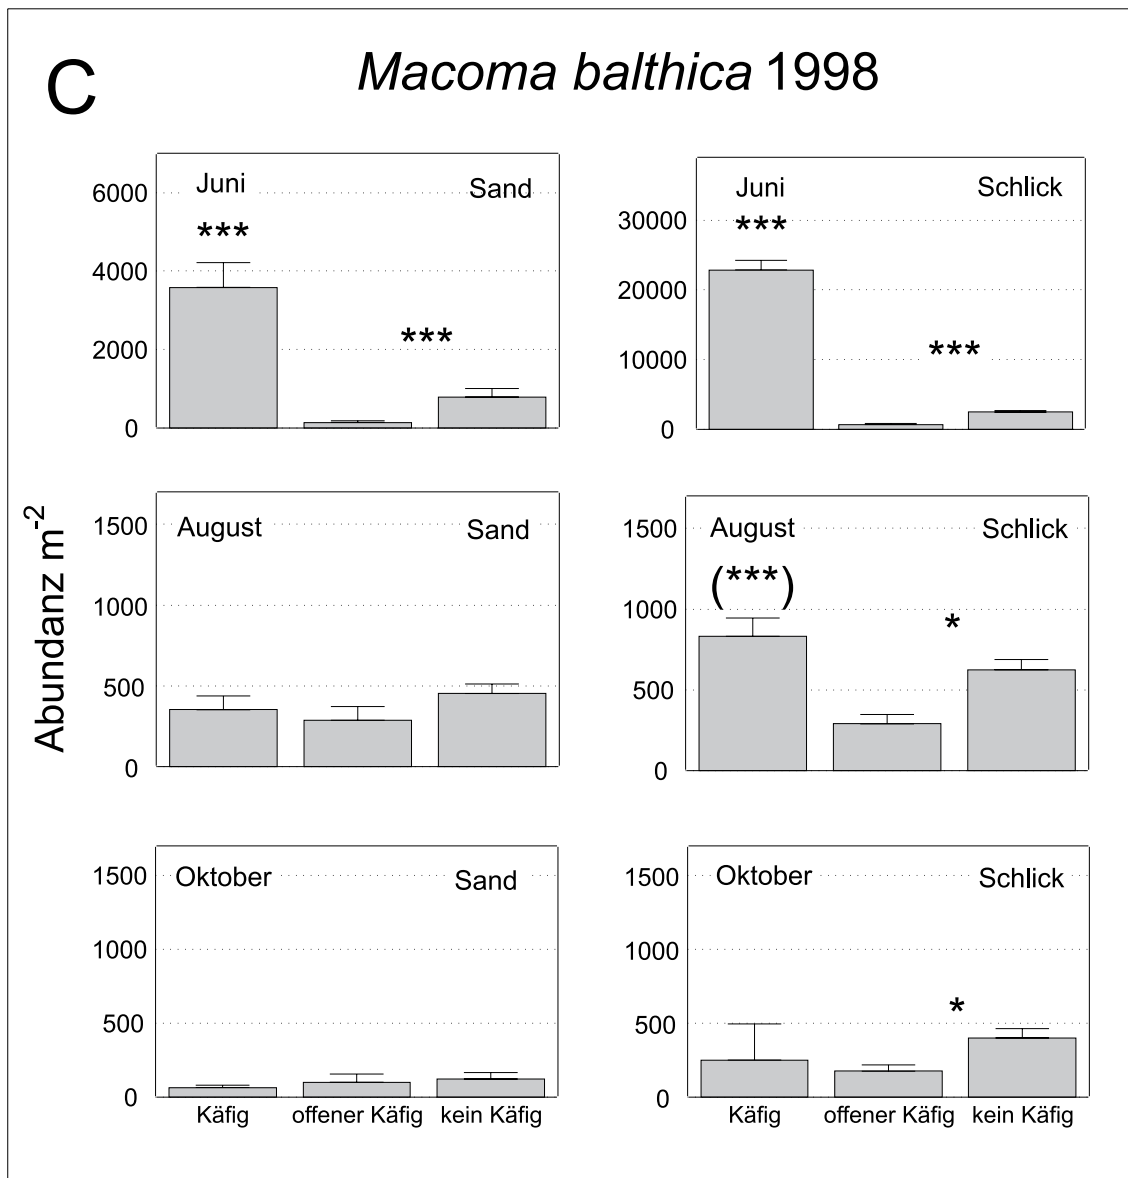 C
Macoma balthica 1998
Abundanz m-2
Juni
Sand
***
***
6000
4000
2000
0
Juni
Schlick
***
***
30000
20000
10000
0
August
Sand
1500
1000
500
0
August
Schlick
(***)
*
1500
1000
500
0
Oktober
Sand
1500
1000
500
0
Käfig
offener Käfig
kein Käfig
Oktober
Schlick
*
1500
1000
500
0
Käfig
offener Käfig
kein Käfig